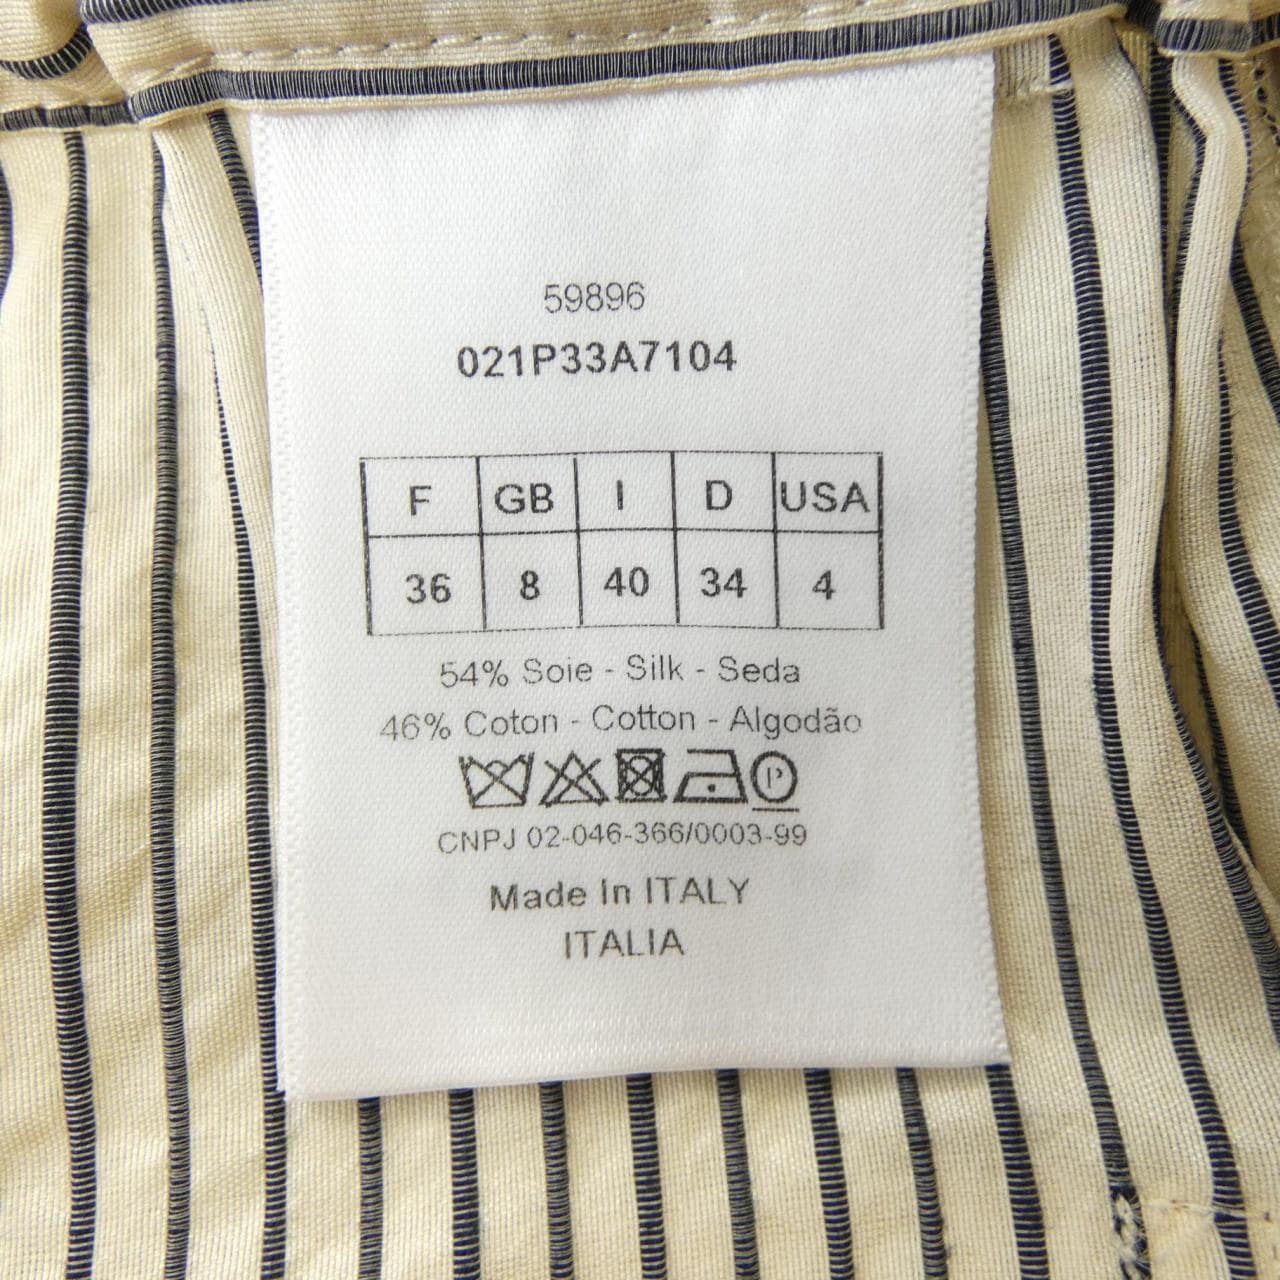 59896
021P33A7104
F GB I D USA
36 8 40 34 4
54% Soie - Silk - Seda
46% Coton - Cotton - Algodão
P
CNPJ 02-046-366/0003-99
Made In ITALY
ITALIA